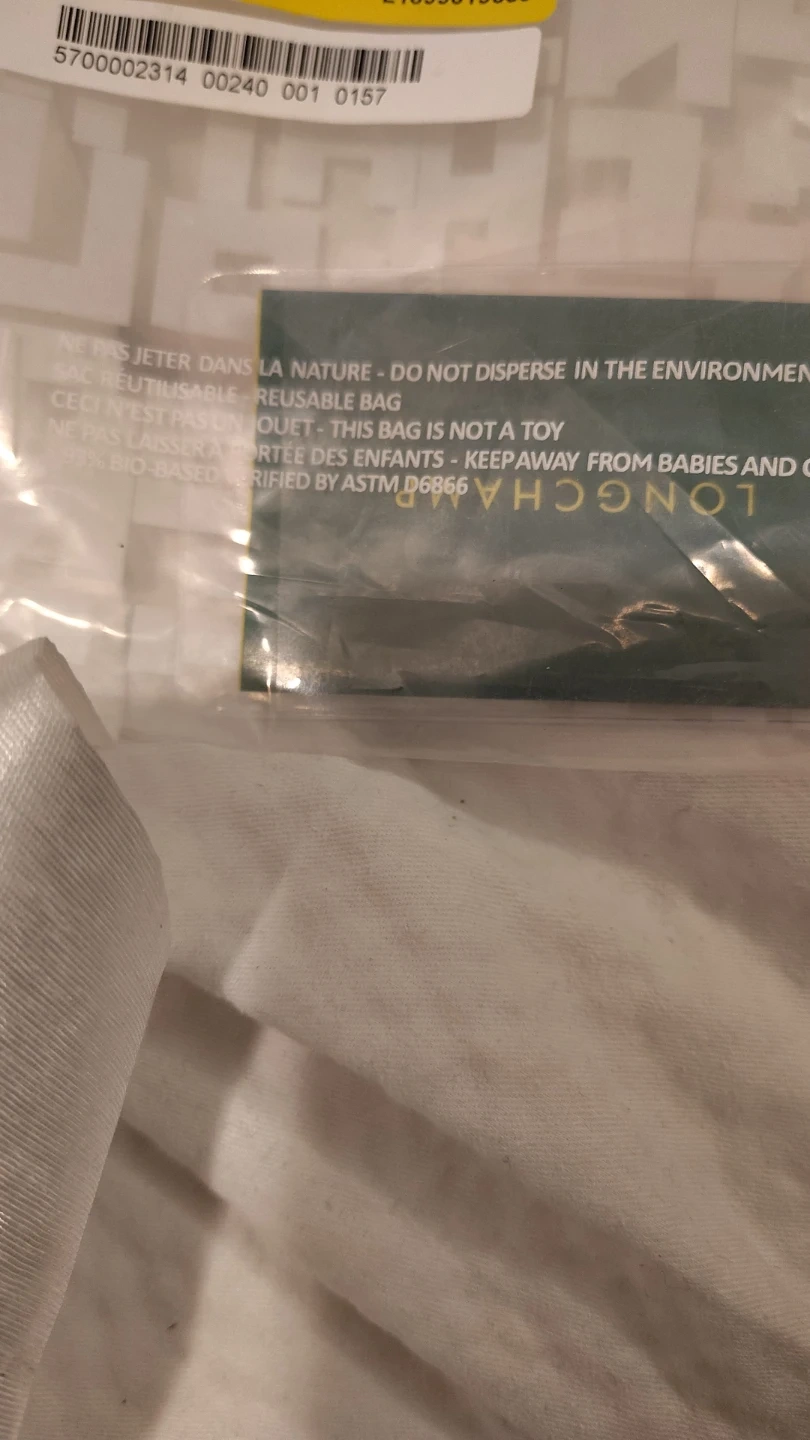 5700002314 00240 001 0157
NE PAS JETER DANS LA NATURE - DO NOT DISPERSE IN THE ENVIRONMEN
SAC RÉUTILISABLE - REUSABLE BAG
CECI N'EST PAS UN JOUET - THIS BAG IS NOT A TOY
NE PAS LAISSER À PORTÉE DES ENFANTS - KEEP AWAY FROM BABIES AND
BIO-BASED VERIFIED BY ASTM D6866
LONGCHAMP